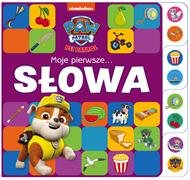 nickelodeon
PAW
PATROL
PSI PATROL
Moje pierwsze...
SŁOWA